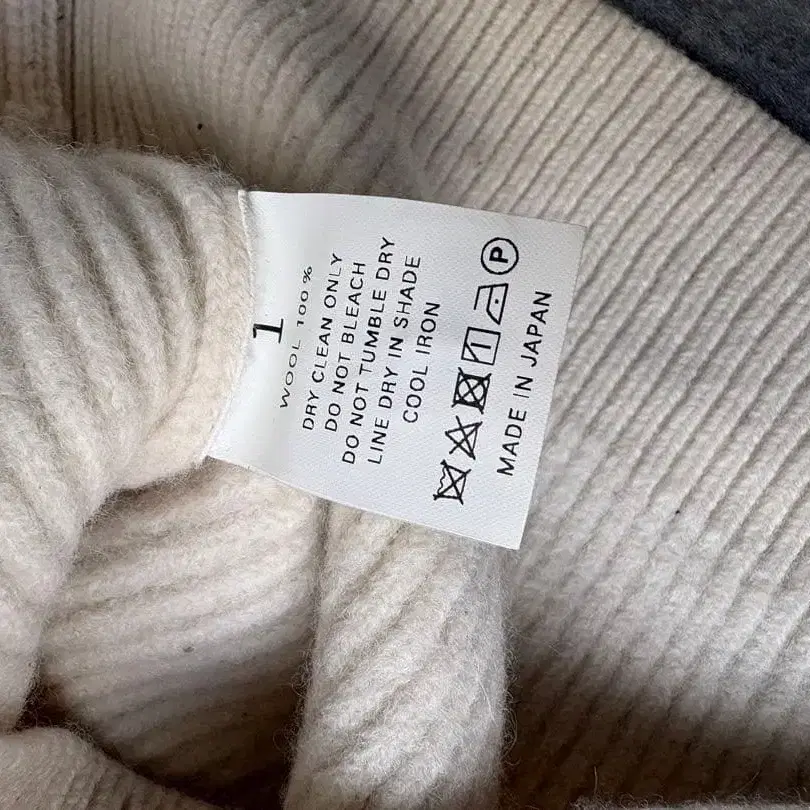 1
WOOL 100%
DRY CLEAN ONLY
DO NOT BLEACH
DO NOT TUMBLE DRY
LINE DRY IN SHADE
COOL IRON
P
MADE IN JAPAN